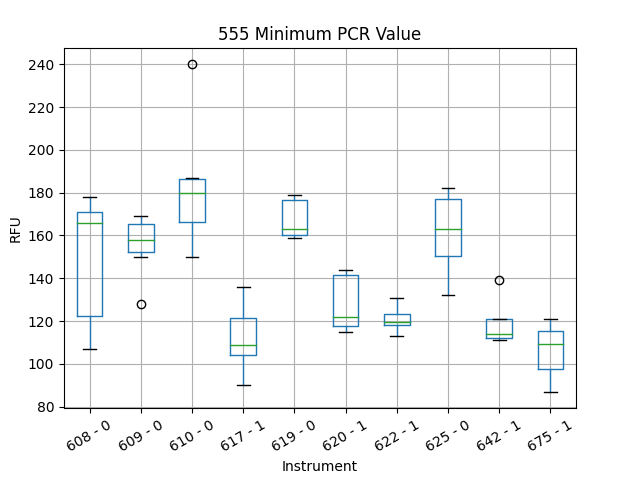 555 Minimum PCR Value
240
220
200
180
160
140
120
100
80
RFU
608 - 0
609 - 0
610 - 0
617 - 1
619 - 0
620 - 1
622 - 1
625 - 0
642 - 1
675 - 1
Instrument